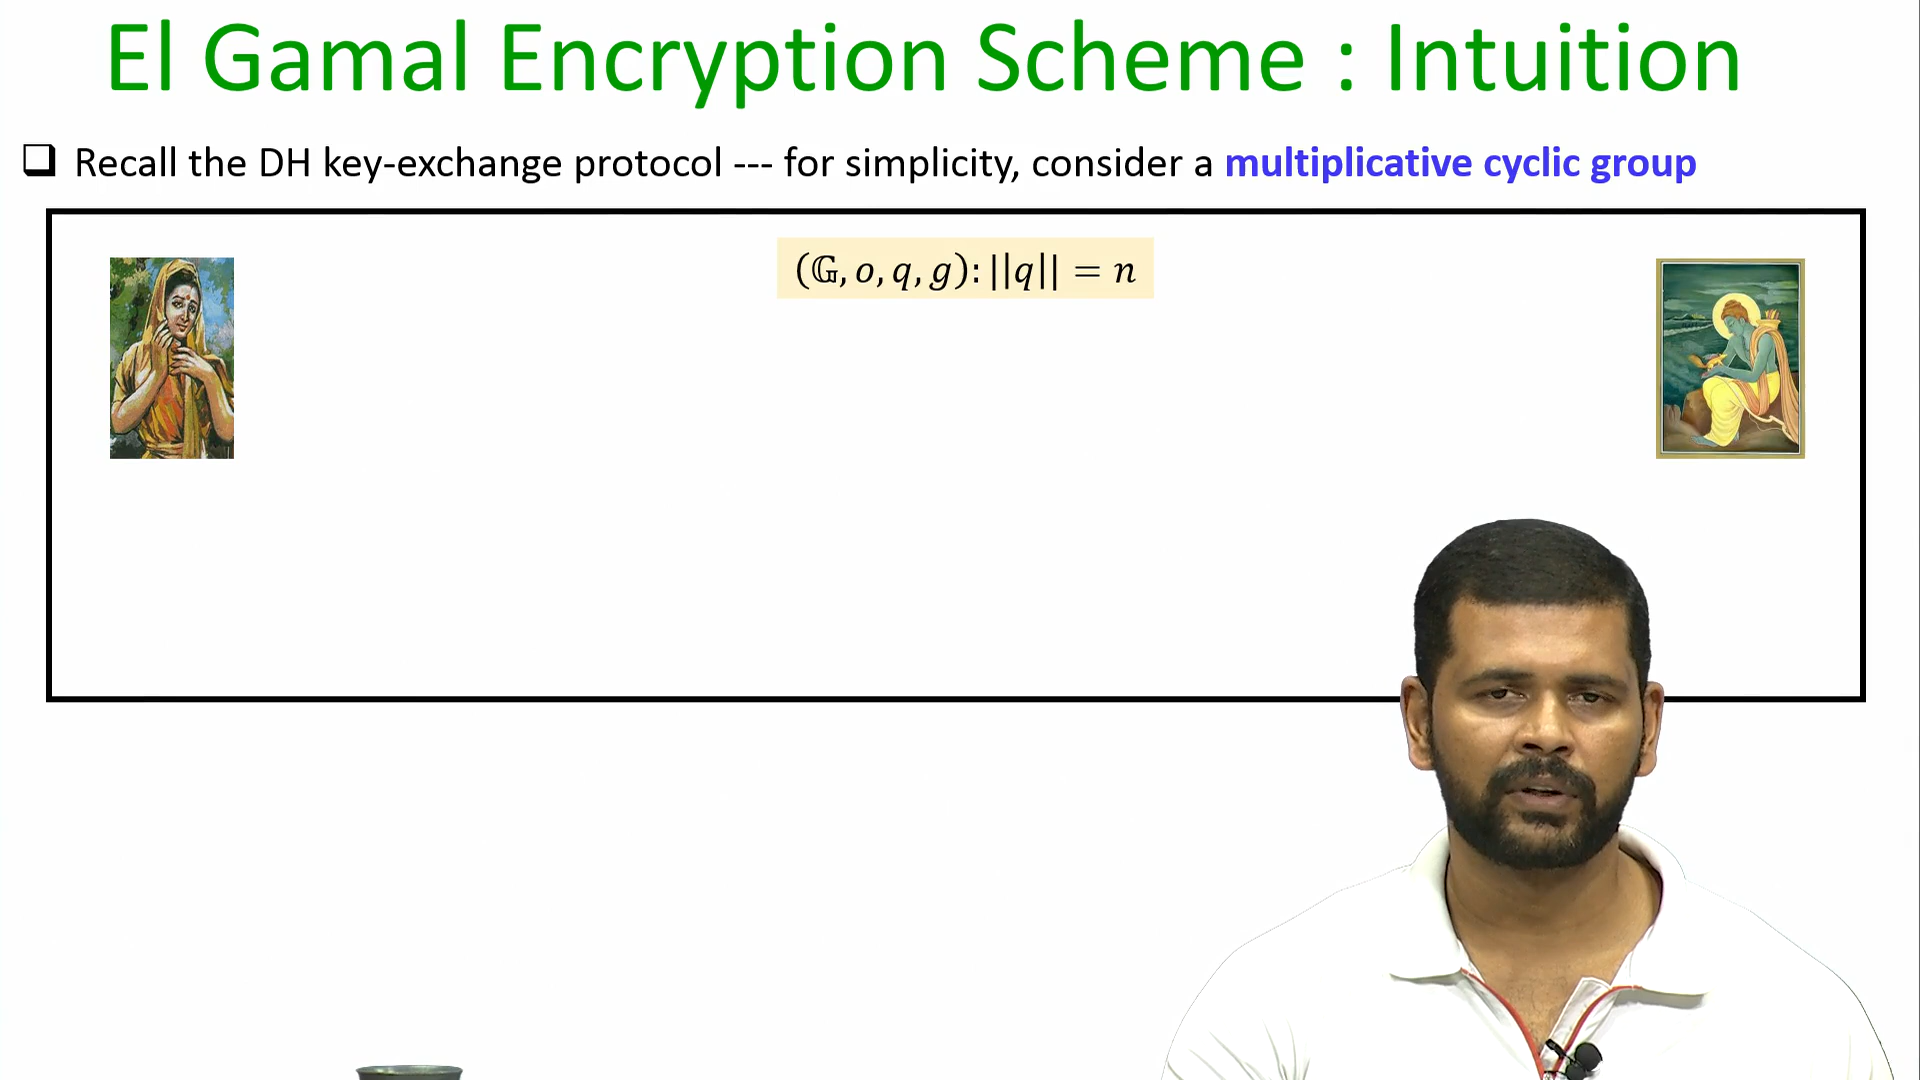 El Gamal Encryption Scheme : Intuition
❑ Recall the DH key-exchange protocol --- for simplicity, consider a multiplicative cyclic group
(𝔾, o, q, g): ||q|| = n